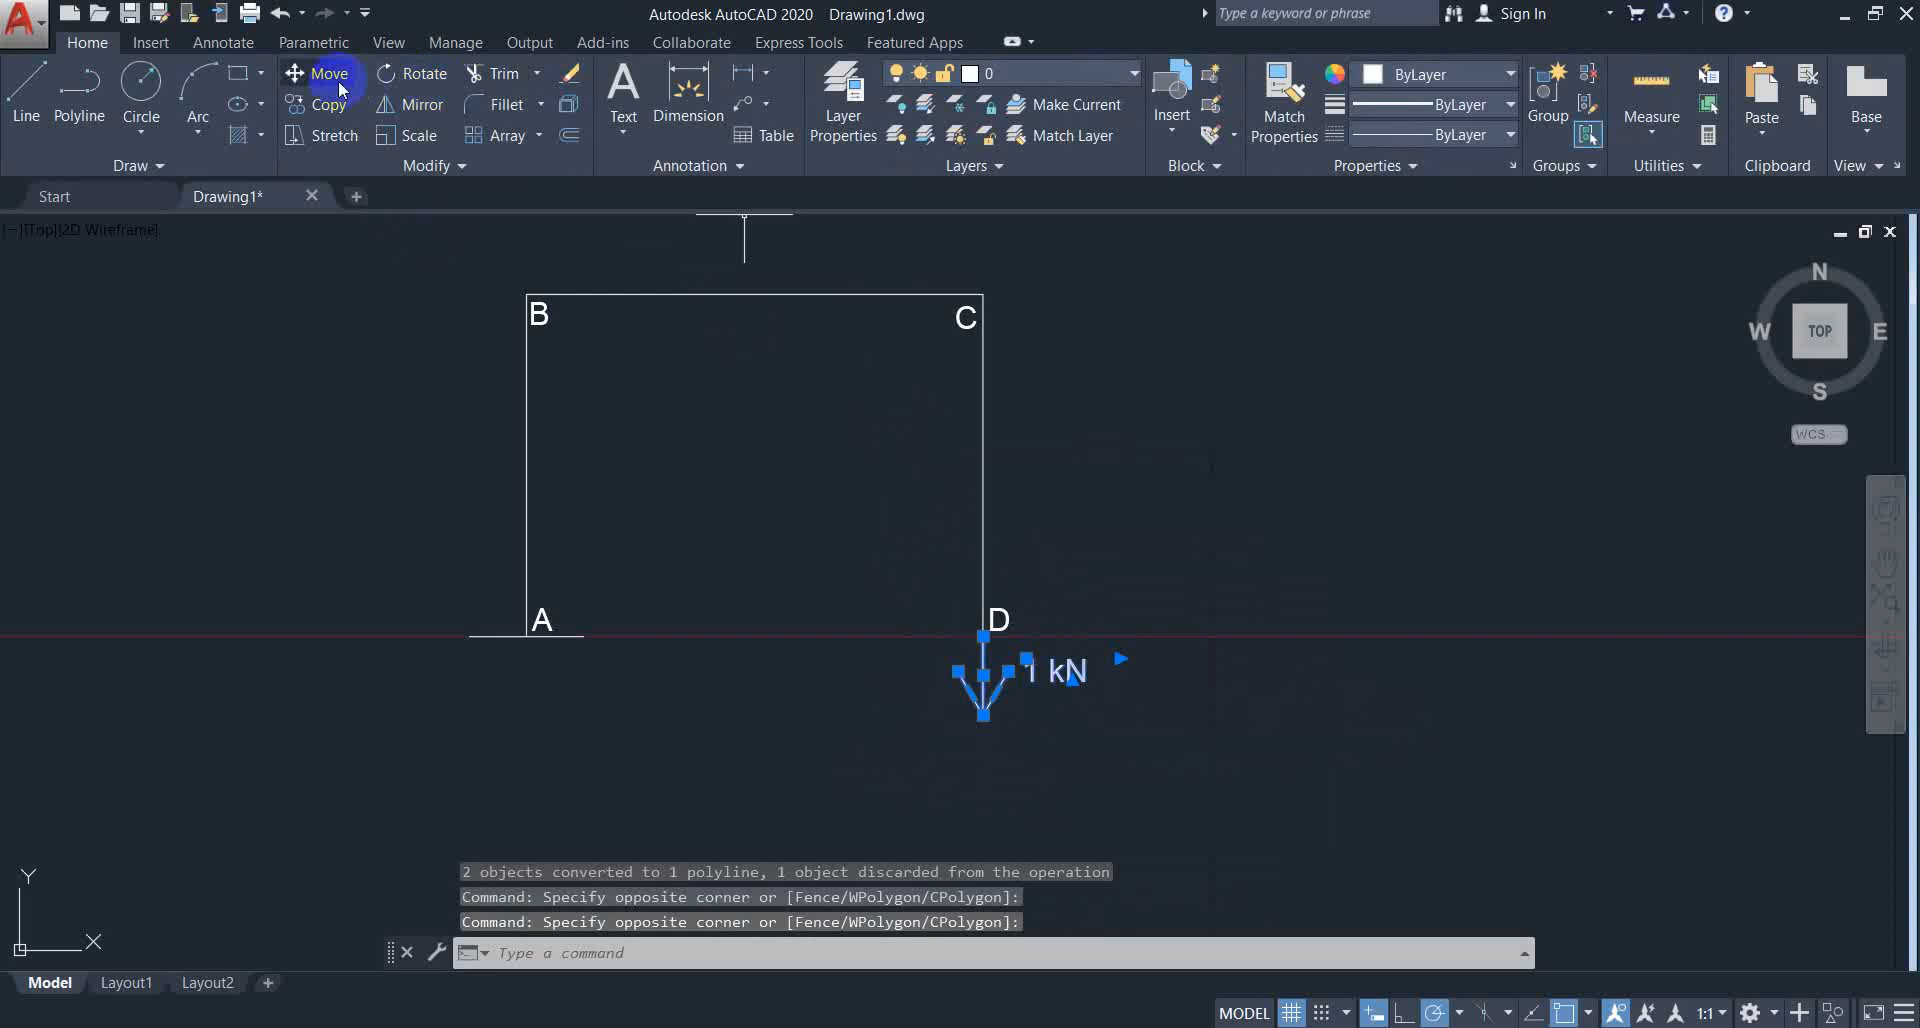 Autodesk AutoCAD 2020 Drawing1.dwg
Type a keyword or phrase
Sign In
Home Insert Annotate Parametric View Manage Output Add-ins Collaborate Express Tools Featured Apps
Line
Polyline
Circle
Arc
Move
Copy
Stretch
Rotate
Mirror
Scale
Trim
Fillet
Array
Text
Dimension
Table
Layer
Properties
0
Make Current
Match Layer
Insert
Match
Properties
ByLayer
ByLayer
ByLayer
Group
Measure
Paste
Base
Draw Modify Annotation Layers Block Properties Groups Utilities Clipboard View
Start Drawing1*
[−][Top][2D Wireframe]
N
W TOP E
S
WCS
B C
A D
1 kN
Y
X
2 objects converted to 1 polyline, 1 object discarded from the operation
Command: Specify opposite corner or [Fence/WPolygon/CPolygon]:
Command: Specify opposite corner or [Fence/WPolygon/CPolygon]:
Type a command
Model Layout1 Layout2
MODEL 1:1